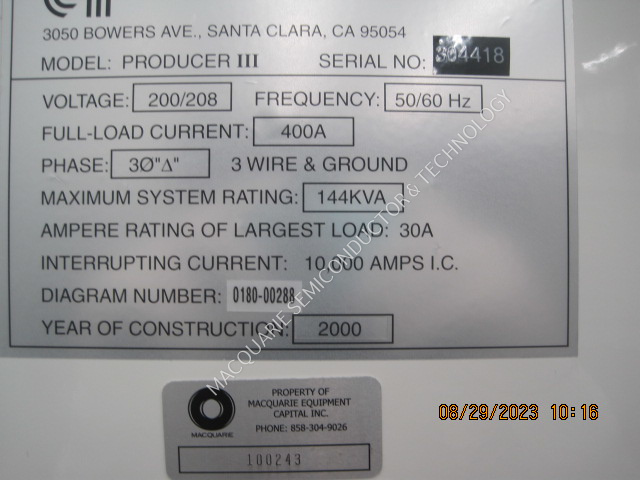 3050 BOWERS AVE., SANTA CLARA, CA 95054
MODEL: PRODUCER III SERIAL NO: 304418
VOLTAGE: 200/208 FREQUENCY: 50/60 Hz
FULL-LOAD CURRENT: 400A
PHASE: 3Ø"Δ" 3 WIRE & GROUND
MAXIMUM SYSTEM RATING: 144KVA
AMPERE RATING OF LARGEST LOAD: 30A
INTERRUPTING CURRENT: 10,000 AMPS I.C.
DIAGRAM NUMBER: 0180-00288
YEAR OF CONSTRUCTION: 2000
MACQUARIE SEMICONDUCTOR & TECHNOLOGY
PROPERTY OF
MACQUARIE EQUIPMENT
CAPITAL INC.
PHONE: 858-304-9026
MACQUARIE
100243
08/29/2023 10:16